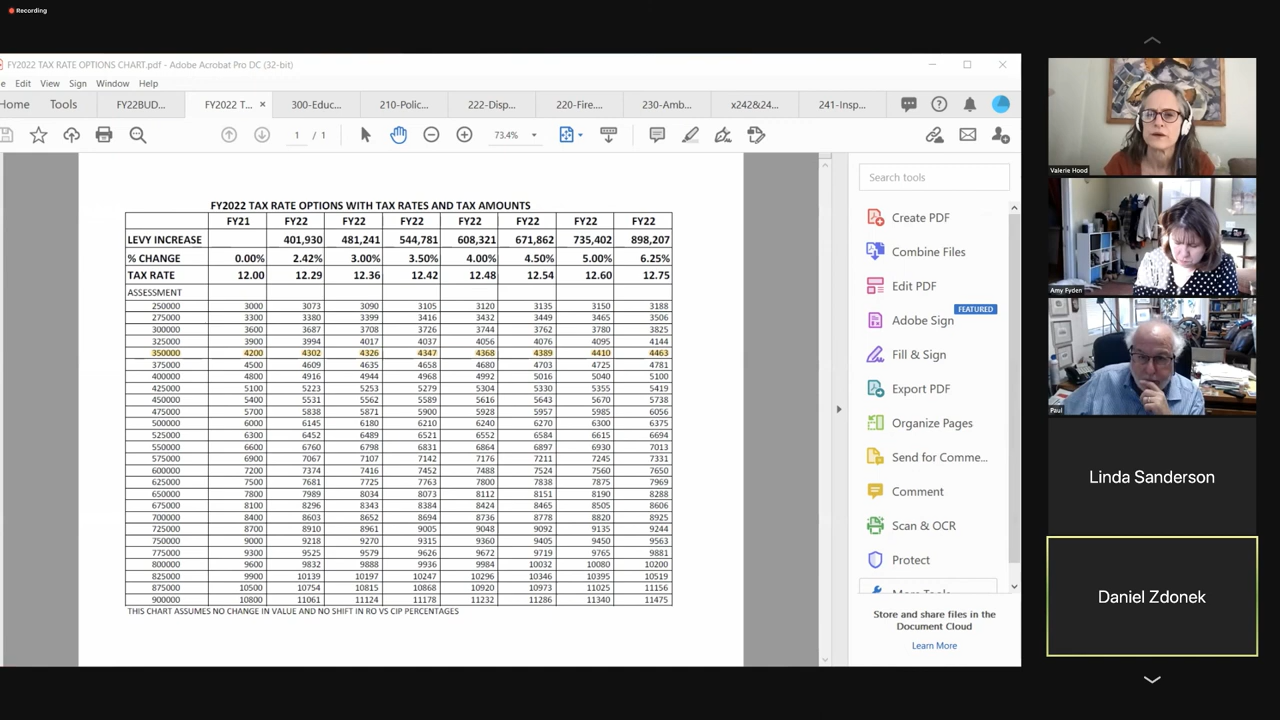 Recording
FY2022 TAX RATE OPTIONS CHART.pdf - Adobe Acrobat Pro DC (32-bit)
e Edit View Sign Window Help
Home Tools FY22BUD... FY2022 T... × 300-Educ... 210-Polic... 222-Disp... 220-Fire.... 230-Amb... x242&24... 241-Insp...
1 / 1 73.4%
FY2022 TAX RATE OPTIONS WITH TAX RATES AND TAX AMOUNTS
FY21 FY22 FY22 FY22 FY22 FY22 FY22 FY22
LEVY INCREASE 401,930 481,241 544,781 608,321 671,862 735,402 898,207
% CHANGE 0.00% 2.42% 3.00% 3.50% 4.00% 4.50% 5.00% 6.25%
TAX RATE 12.00 12.29 12.36 12.42 12.48 12.54 12.60 12.75
ASSESSMENT
250000 3000 3073 3090 3105 3120 3135 3150 3188
275000 3300 3380 3399 3416 3432 3449 3465 3506
300000 3600 3687 3708 3726 3744 3762 3780 3825
325000 3900 3994 4017 4037 4056 4076 4095 4144
350000 4200 4302 4326 4347 4368 4389 4410 4463
375000 4500 4609 4635 4658 4680 4703 4725 4781
400000 4800 4916 4944 4968 4992 5016 5040 5100
425000 5100 5223 5253 5279 5304 5330 5355 5419
450000 5400 5531 5562 5589 5616 5643 5670 5738
475000 5700 5838 5871 5900 5928 5957 5985 6056
500000 6000 6145 6180 6210 6240 6270 6300 6375
525000 6300 6452 6489 6521 6552 6584 6615 6694
550000 6600 6760 6798 6831 6864 6897 6930 7013
575000 6900 7067 7107 7142 7176 7211 7245 7331
600000 7200 7374 7416 7452 7488 7524 7560 7650
625000 7500 7681 7725 7763 7800 7838 7875 7969
650000 7800 7989 8034 8073 8112 8151 8190 8288
675000 8100 8296 8343 8384 8424 8465 8505 8606
700000 8400 8603 8652 8694 8736 8778 8820 8925
725000 8700 8910 8961 9005 9048 9092 9135 9244
750000 9000 9218 9270 9315 9360 9405 9450 9563
775000 9300 9525 9579 9626 9672 9719 9765 9881
800000 9600 9832 9888 9936 9984 10032 10080 10200
825000 9900 10139 10197 10247 10296 10346 10395 10519
875000 10500 10754 10815 10868 10920 10973 11025 11156
900000 10800 11061 11124 11178 11232 11286 11340 11475
THIS CHART ASSUMES NO CHANGE IN VALUE AND NO SHIFT IN RO VS CIP PERCENTAGES
Search tools
Create PDF
Combine Files
Edit PDF
FEATURED
Adobe Sign
Fill & Sign
Export PDF
Organize Pages
Send for Comme...
Comment
Scan & OCR
Protect
More Tools
Store and share files in the
Document Cloud
Learn More
Valerie Hood
Amy Fyden
Paul
Linda Sanderson
Daniel Zdonek